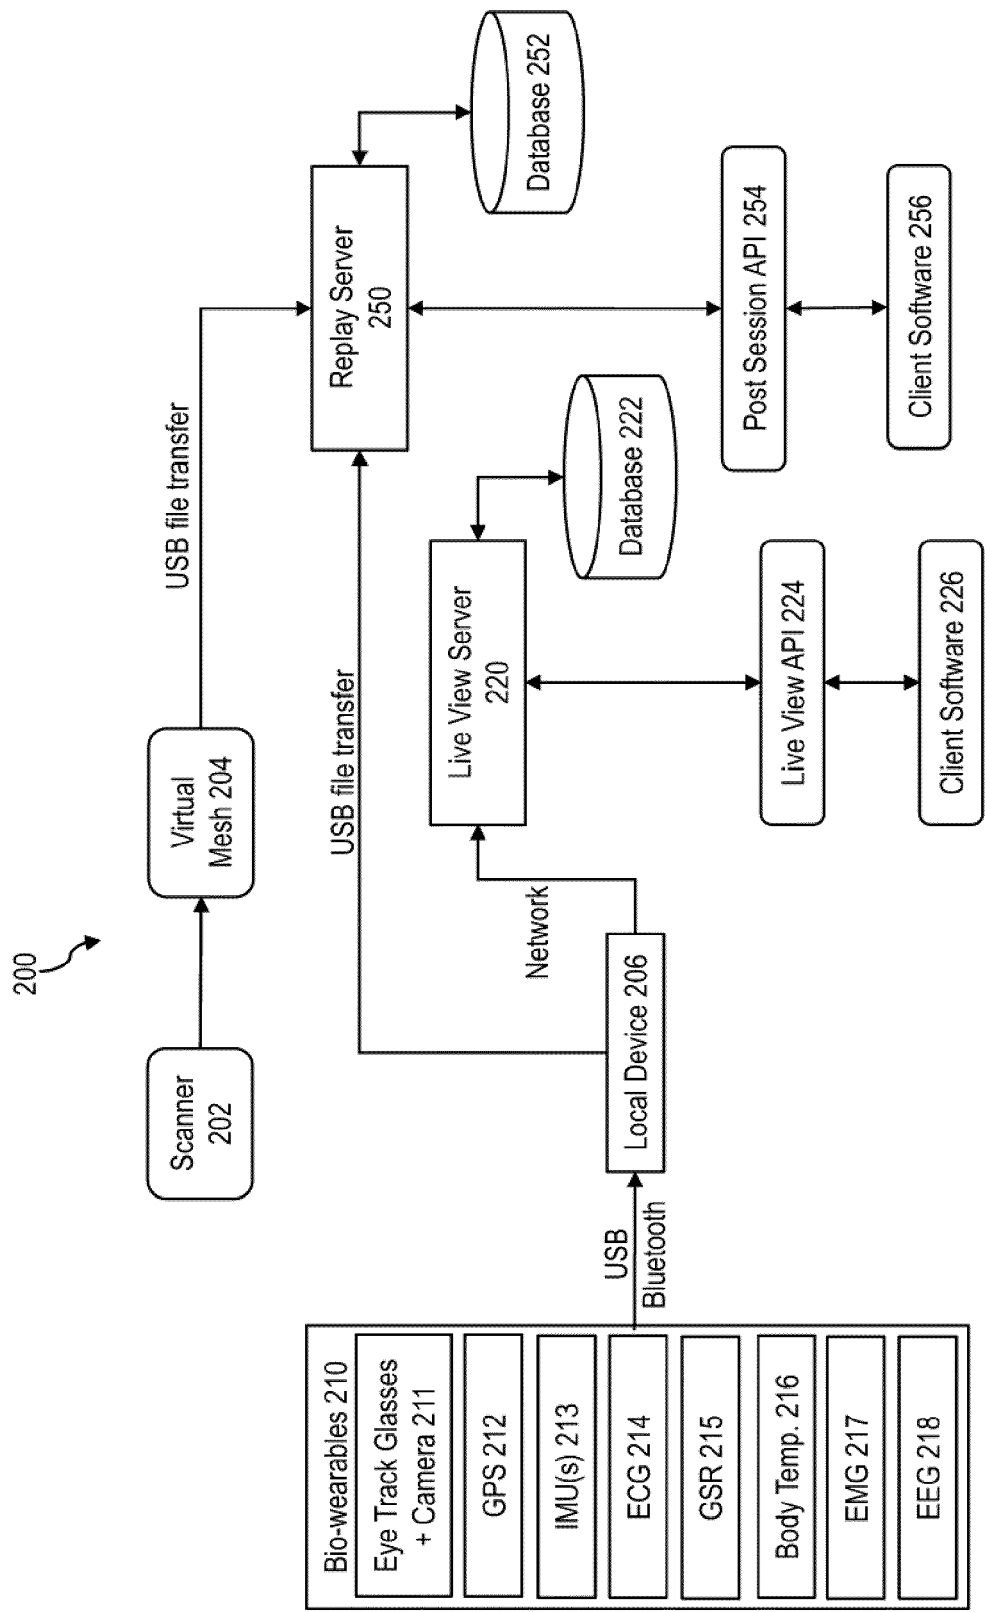 200
Scanner
202
Virtual
Mesh 204
USB file transfer
Replay Server
250
Database 252
USB file transfer
Bio-wearables 210
Eye Track Glasses
+ Camera 211
GPS 212
IMU(s) 213
ECG 214
GSR 215
Body Temp. 216
EMG 217
EEG 218
USB
Bluetooth
Local Device 206
Network
Live View Server
220
Database 222
Live View API 224
Client Software 226
Post Session API 254
Client Software 256